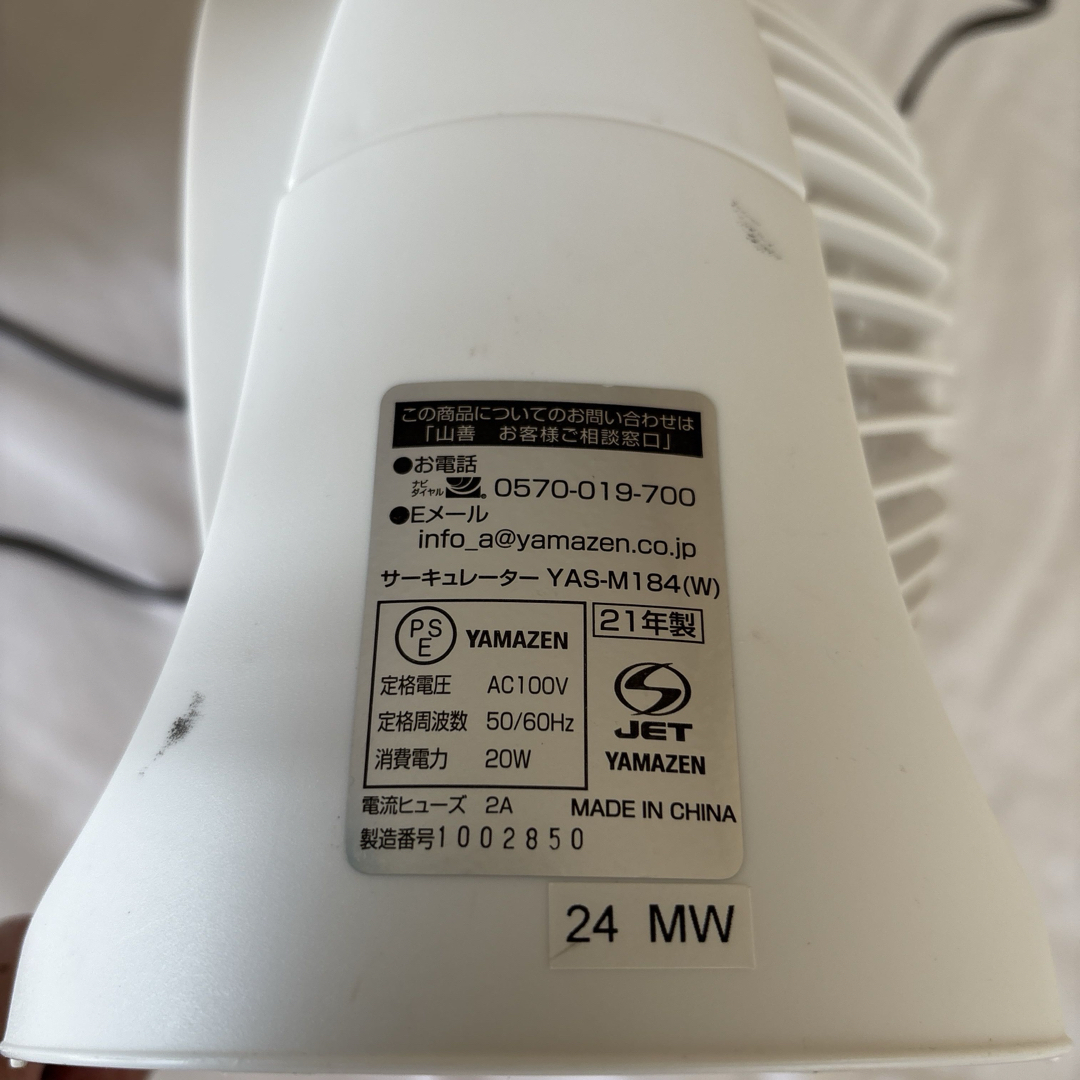 この商品についてのお問い合わせは
「山善 お客様ご相談窓口」
●お電話
ナビダイヤル 0570-019-700
●Eメール
info_a@yamazen.co.jp
サーキュレーター YAS-M184(W)
PSE YAMAZEN
21年製
定格電圧 AC100V
定格周波数 50/60Hz
消費電力 20W
JET
YAMAZEN
電流ヒューズ 2A MADE IN CHINA
製造番号1002850
24 MW